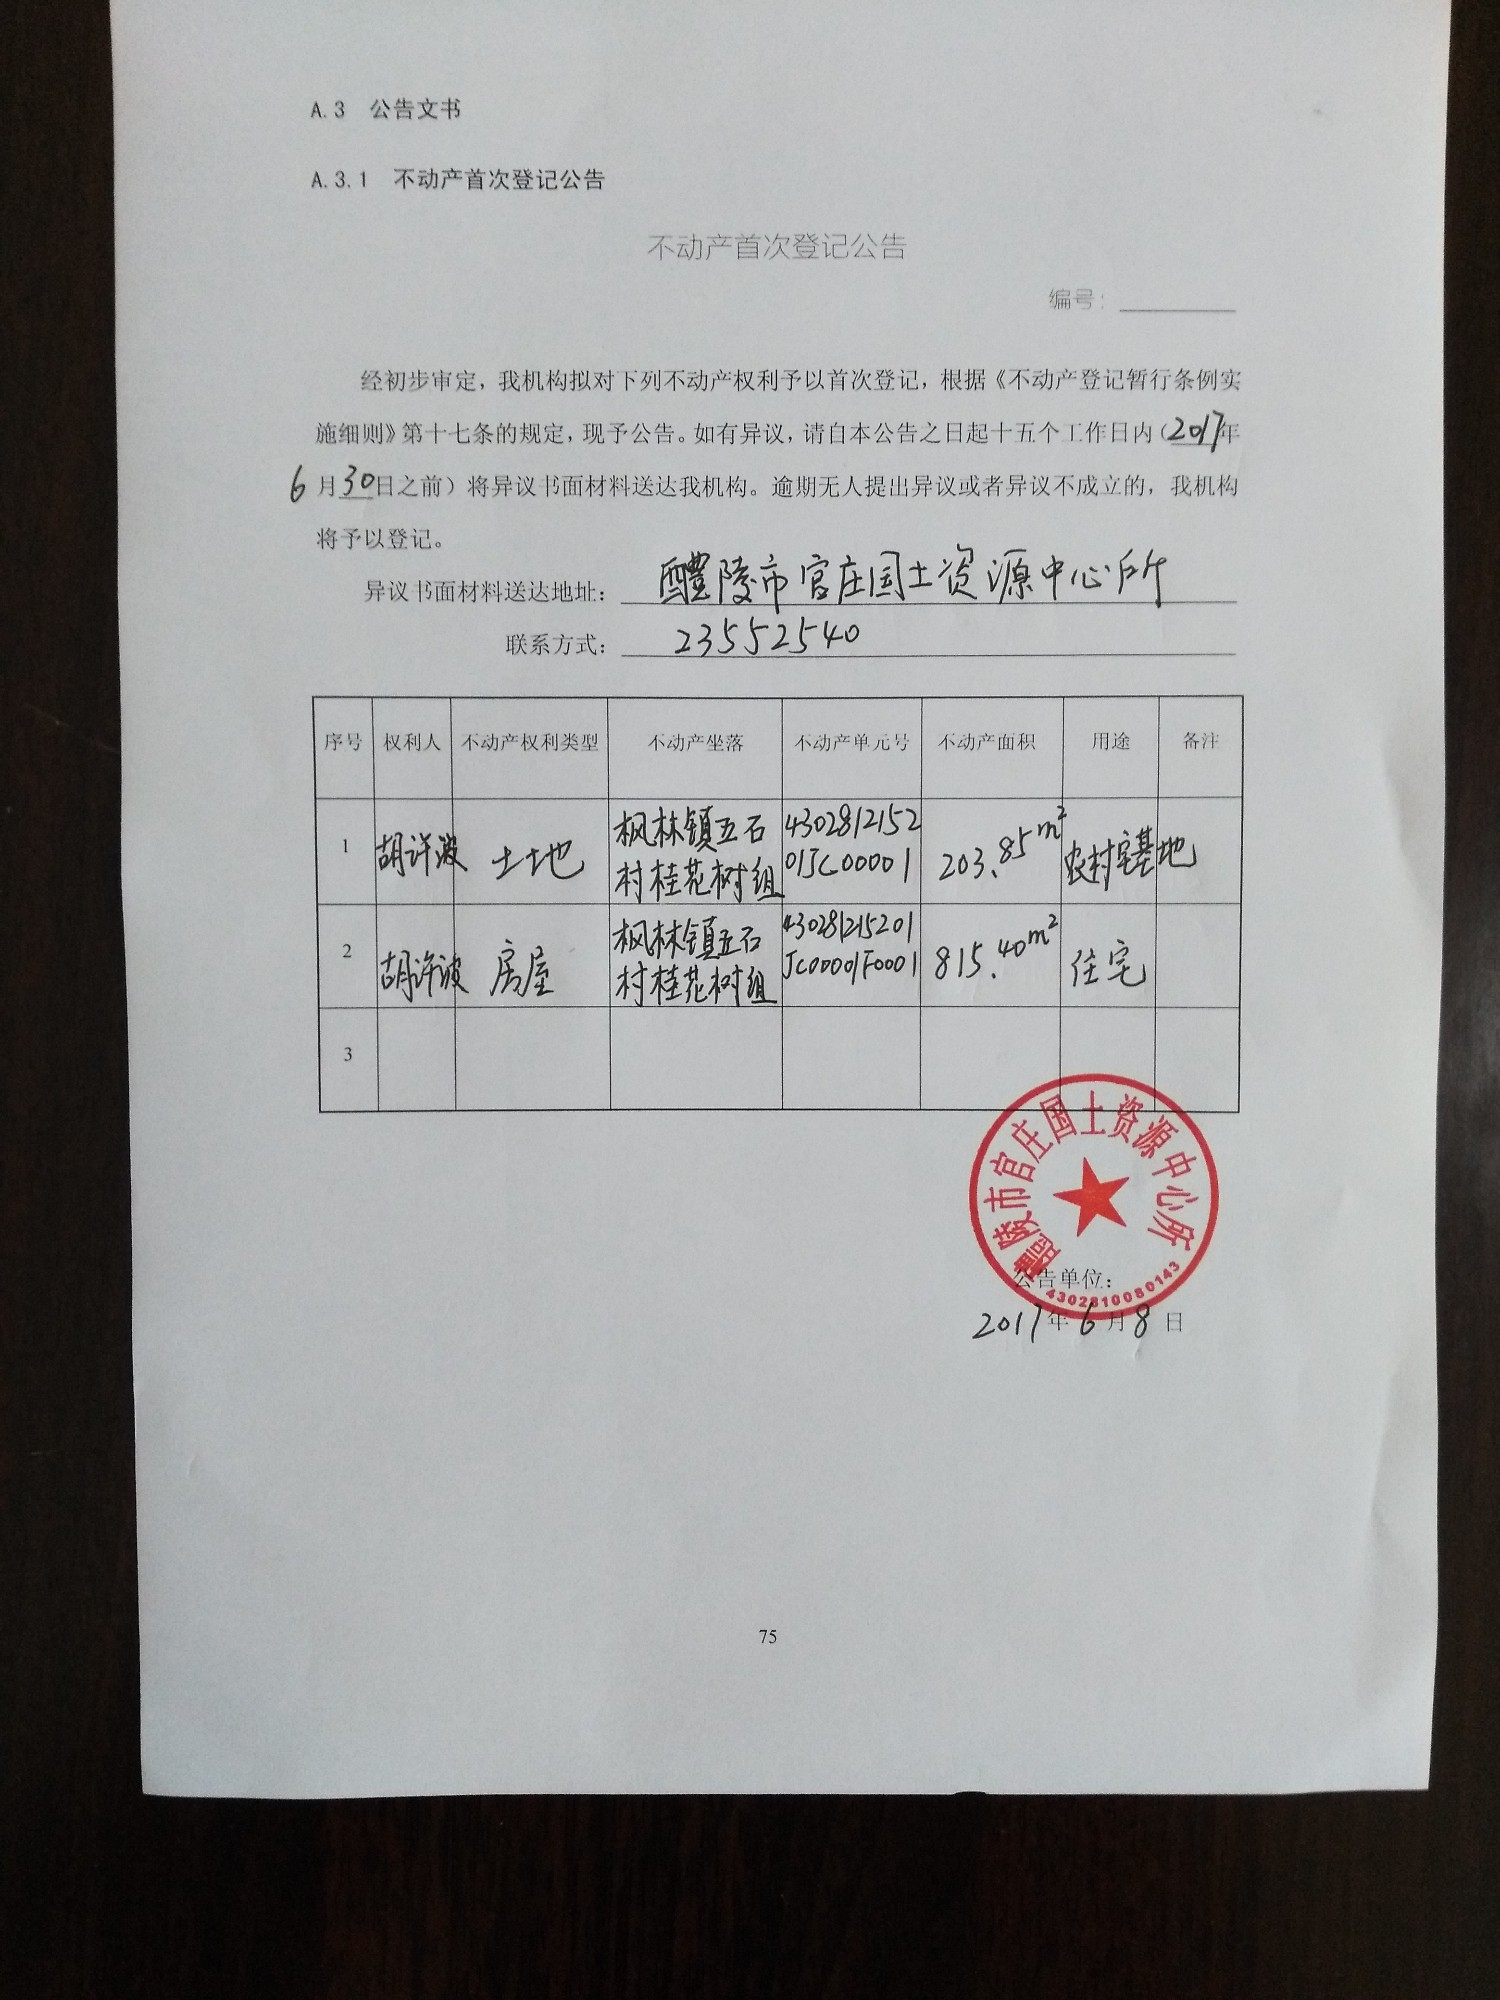 A.3 公告文书
A.3.1 不动产首次登记公告
不动产首次登记公告
编号：
经初步审定，我机构拟对下列不动产权利予以首次登记，根据《不动产登记暂行条例实
施细则》第十七条的规定，现予公告。如有异议，请自本公告之日起十五个工作日内（2017年
6月30日之前）将异议书面材料送达我机构。逾期无人提出异议或者异议不成立的，我机构
将予以登记。
异议书面材料送达地址： 醴陵市官庄国土资源中心所
联系方式： 23552540
序号 权利人 不动产权利类型 不动产坐落 不动产单元号 不动产面积 用途 备注
1 胡许波 土地 枫林镇五石村桂花树组 430281215201JC00001 203.85m² 农村宅基地
2 胡许波 房屋 枫林镇五石村桂花树组 430281215201JC00001F0001 815.40m² 住宅
3
醴陵市官庄国土资源中心所
4302810080143
公告单位：
2017年6月8日
75